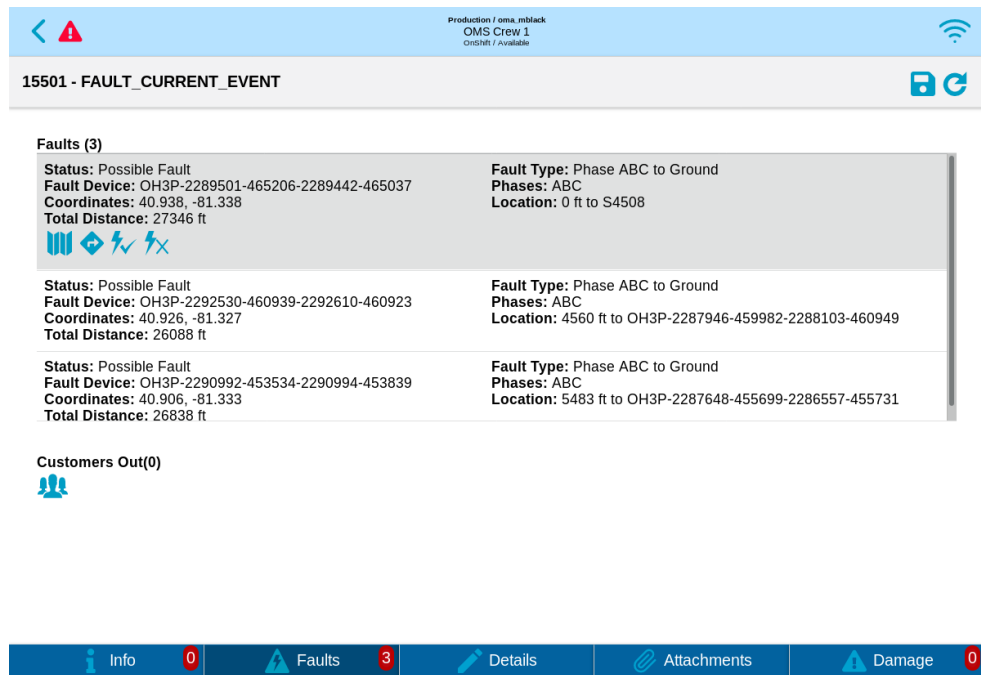 Production / oma_mblack
OMS Crew 1
OnShift / Available
15501 - FAULT_CURRENT_EVENT
Faults (3)
Status: Possible Fault
Fault Device: OH3P-2289501-465206-2289442-465037
Coordinates: 40.938, -81.338
Total Distance: 27346 ft
Fault Type: Phase ABC to Ground
Phases: ABC
Location: 0 ft to S4508
Status: Possible Fault
Fault Device: OH3P-2292530-460939-2292610-460923
Coordinates: 40.926, -81.327
Total Distance: 26088 ft
Fault Type: Phase ABC to Ground
Phases: ABC
Location: 4560 ft to OH3P-2287946-459982-2288103-460949
Status: Possible Fault
Fault Device: OH3P-2290992-453534-2290994-453839
Coordinates: 40.906, -81.333
Total Distance: 26838 ft
Fault Type: Phase ABC to Ground
Phases: ABC
Location: 5483 ft to OH3P-2287648-455699-2286557-455731
Customers Out(0)
Info 0 Faults 3 Details Attachments Damage 0